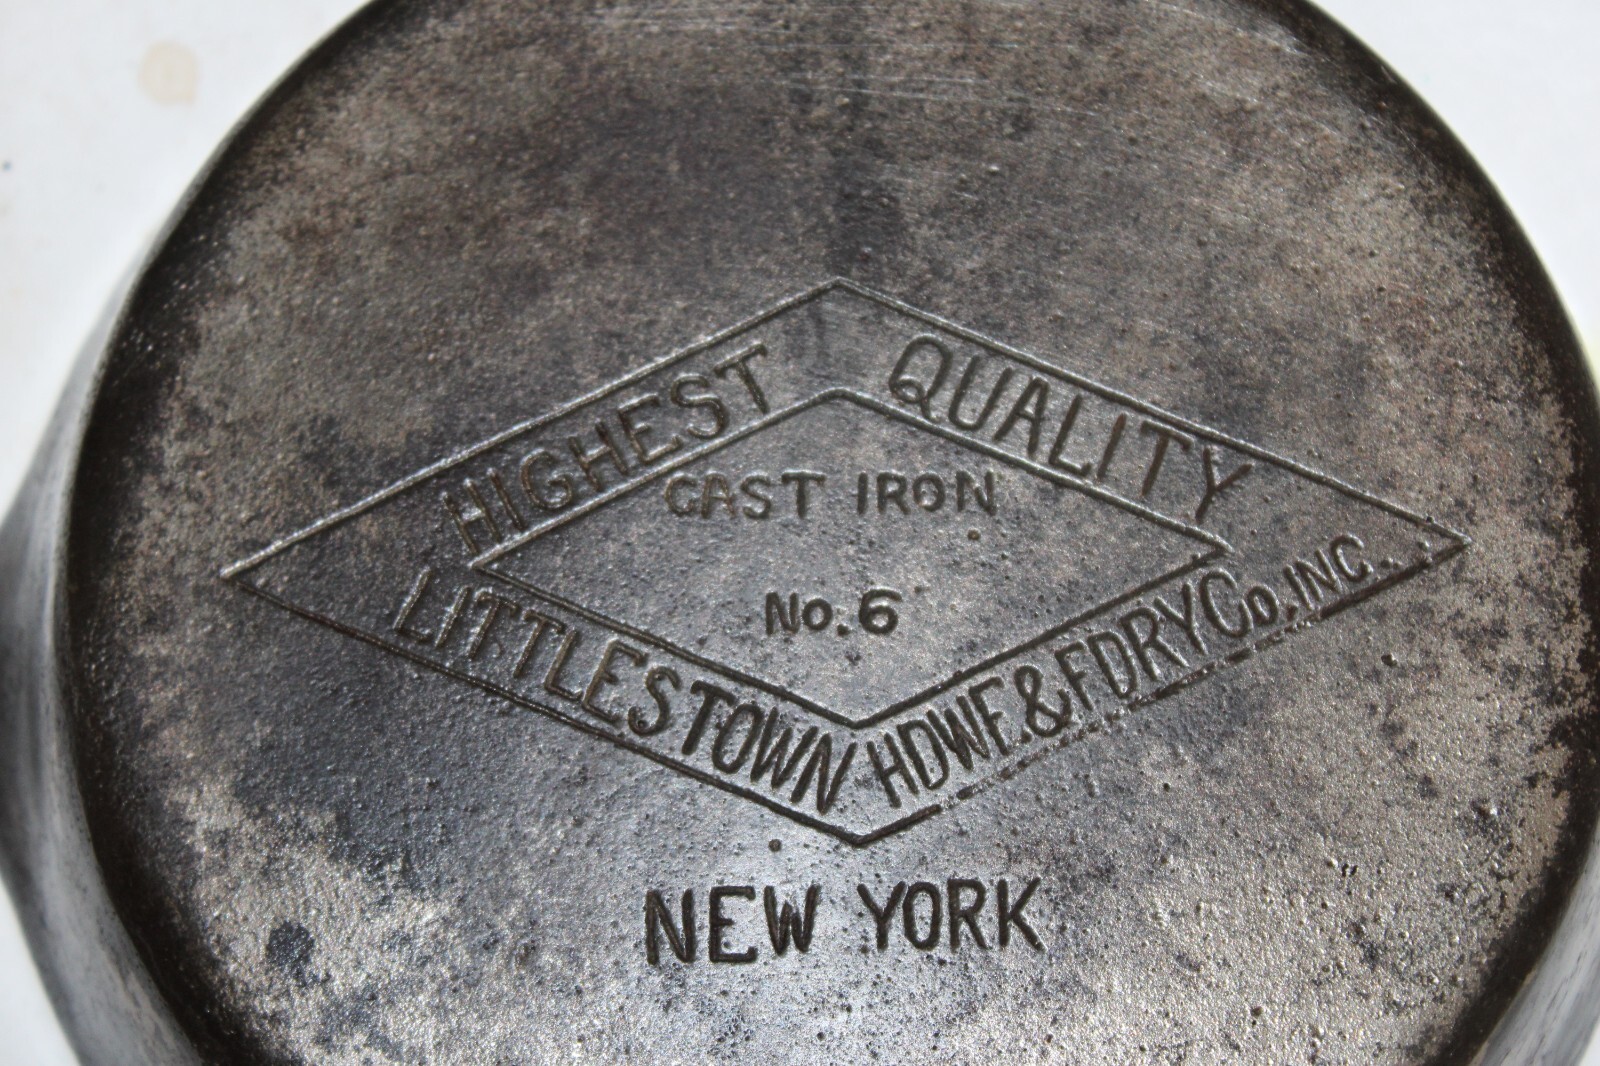 HIGHEST QUALITY
CAST IRON
No. 6
LITTLESTOWN HDWE. & FDRY Co. INC.
NEW YORK